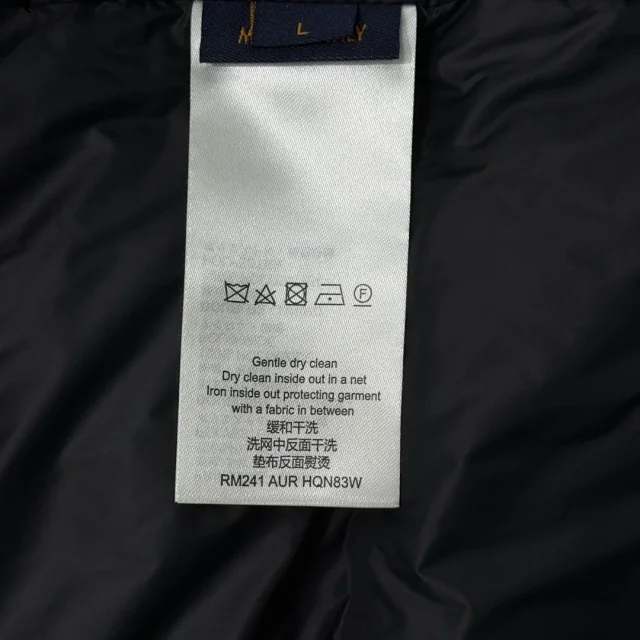 L
Gentle dry clean
Dry clean inside out in a net
Iron inside out protecting garment
with a fabric in between
缓和干洗
洗网中反面干洗
垫布反面熨烫
RM241 AUR HQN83W